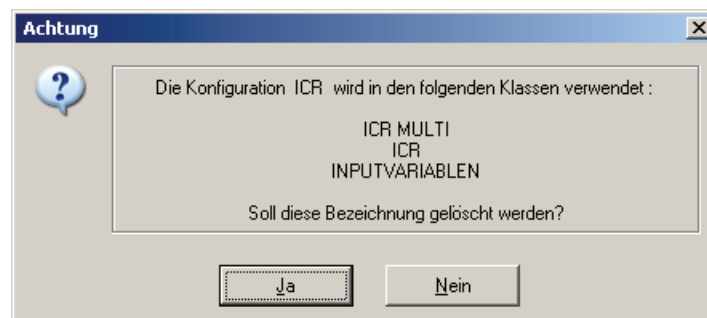 Achtung
Die Konfiguration ICR wird in den folgenden Klassen verwendet :
ICR MULTI
ICR
INPUTVARIABLEN
Soll diese Bezeichnung gelöscht werden?
Ja
Nein